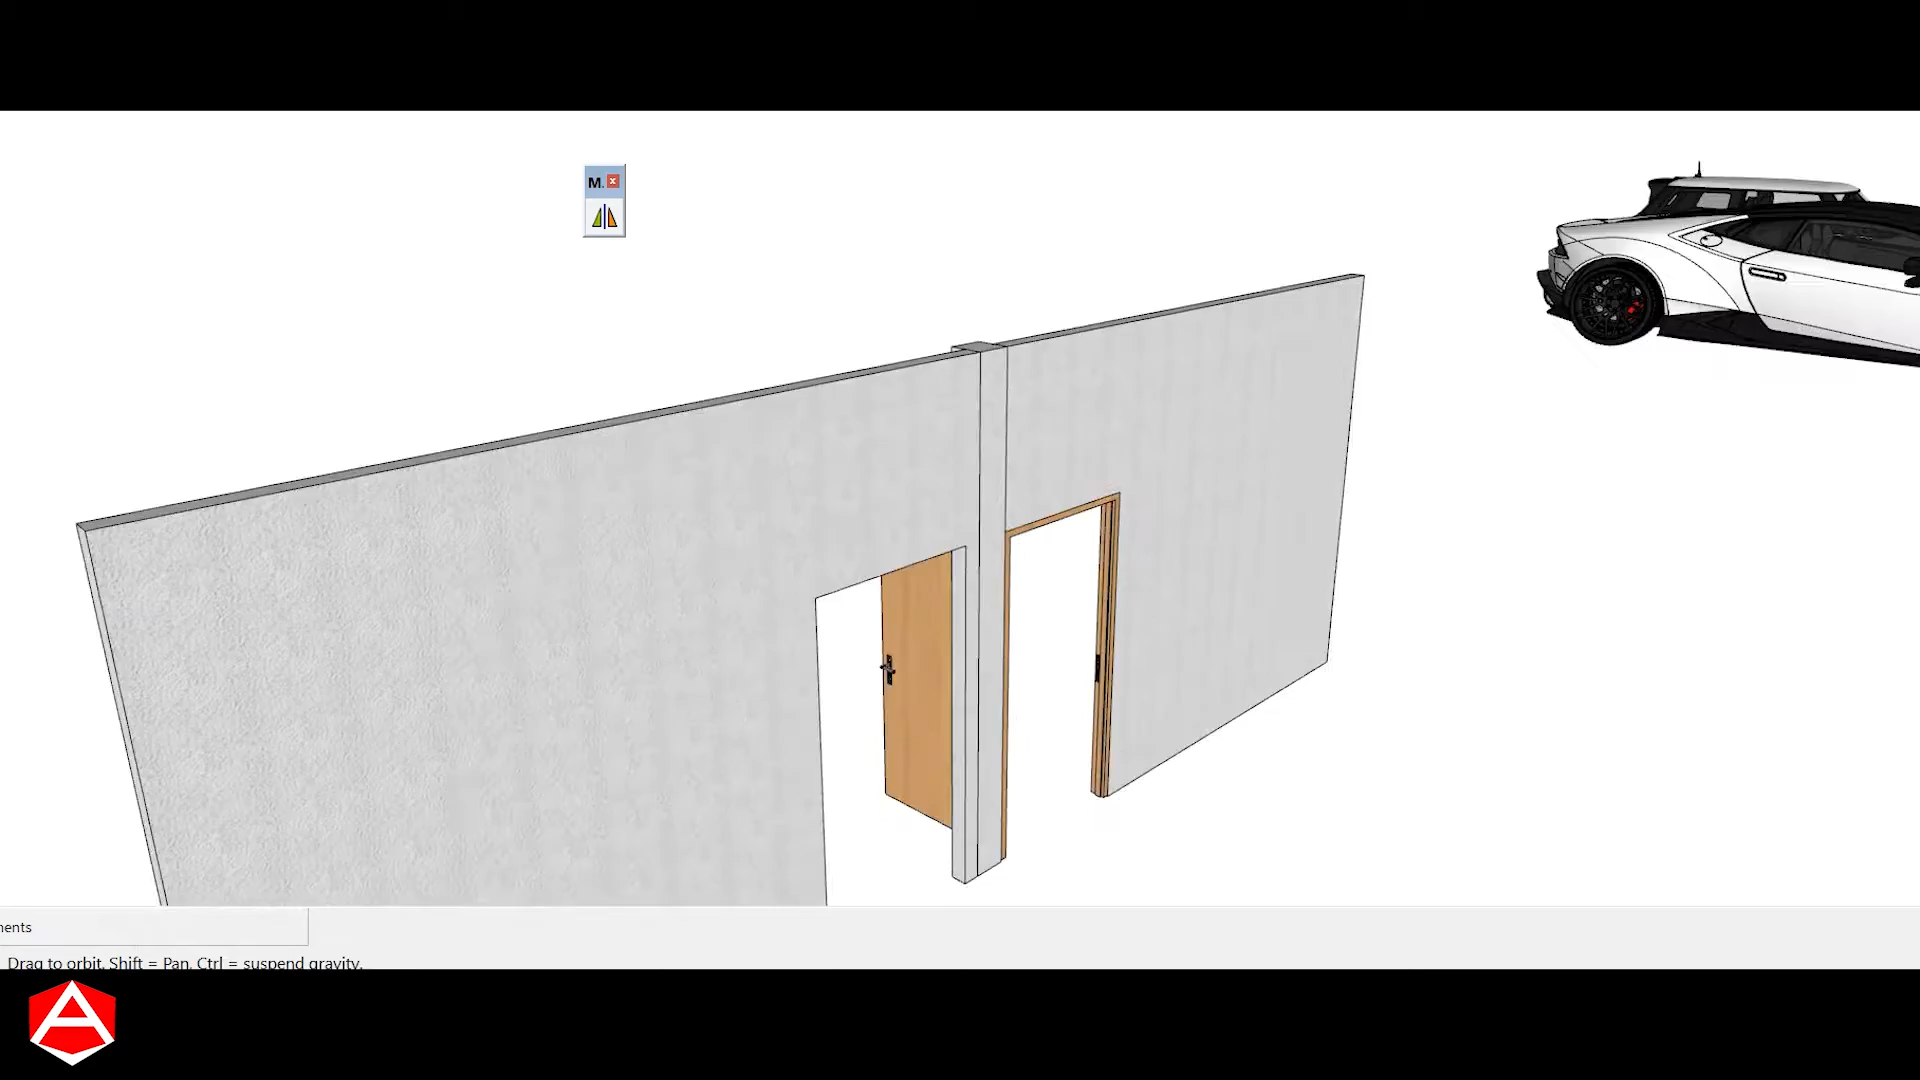 M.
nents
Drag to orbit. Shift = Pan, Ctrl = suspend gravity.